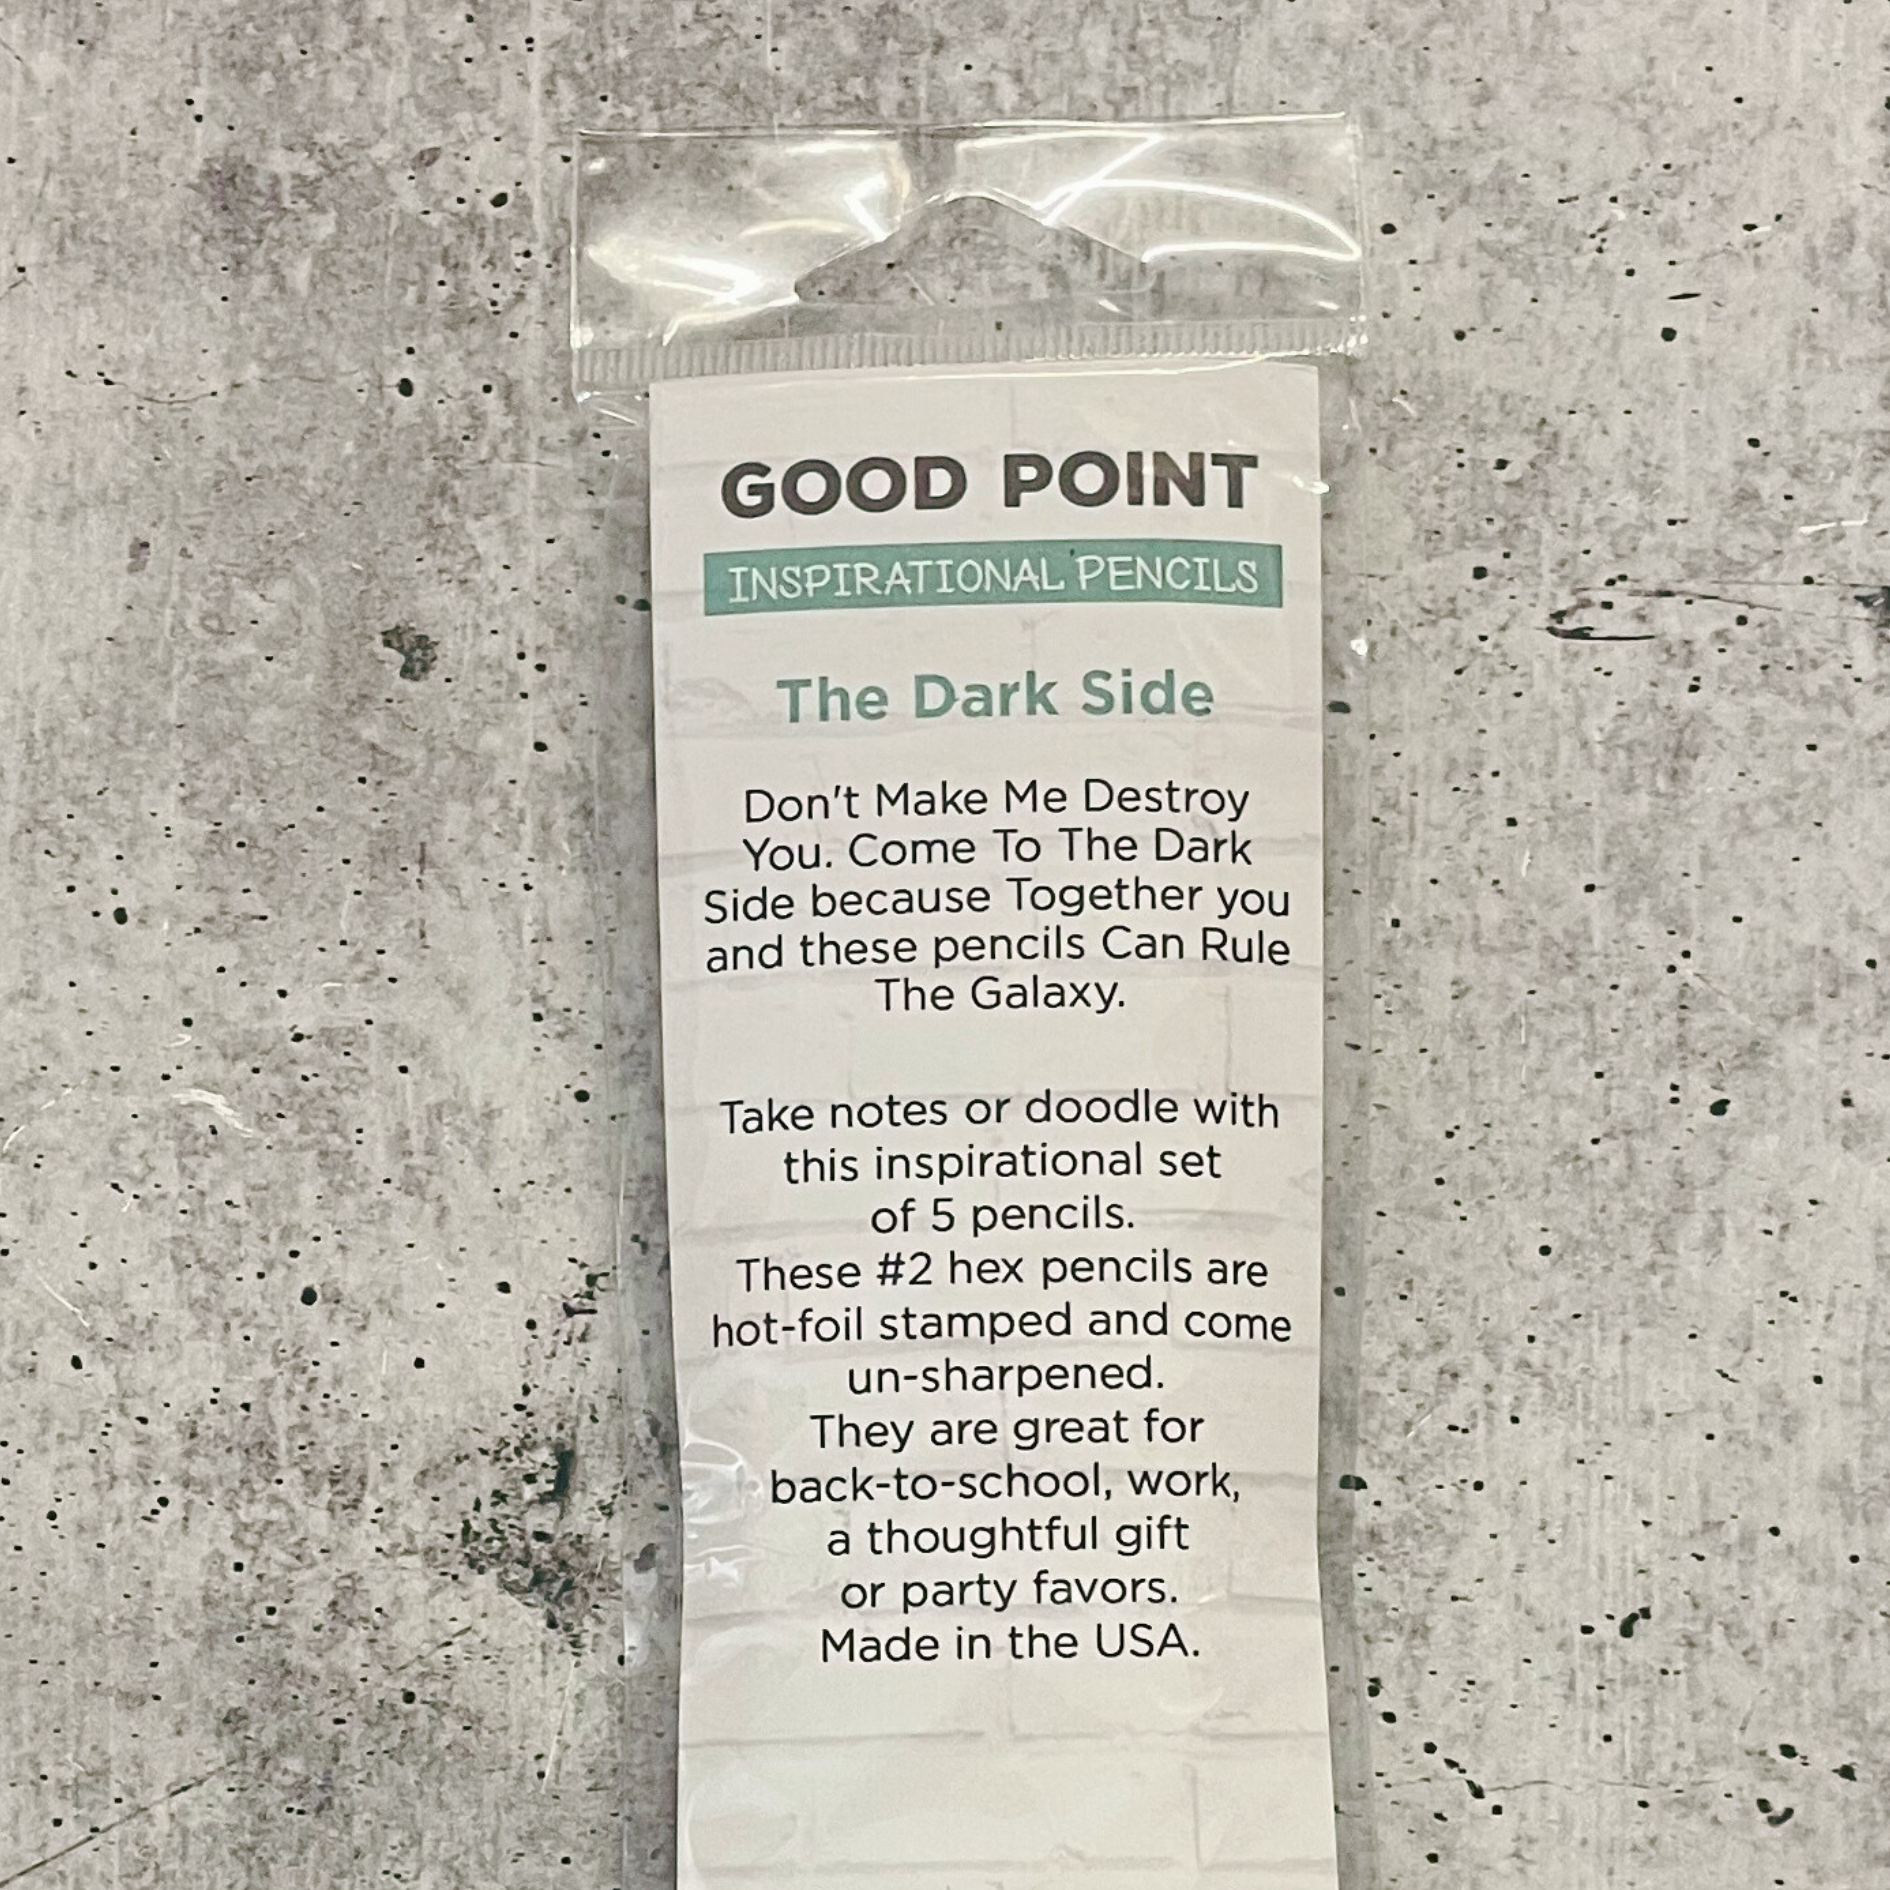 GOOD POINT
INSPIRATIONAL PENCILS
The Dark Side
Don't Make Me Destroy
You. Come To The Dark
Side because Together you
and these pencils Can Rule
The Galaxy.
Take notes or doodle with
this inspirational set
of 5 pencils.
These #2 hex pencils are
hot-foil stamped and come
un-sharpened.
They are great for
back-to-school, work,
a thoughtful gift
or party favors.
Made in the USA.